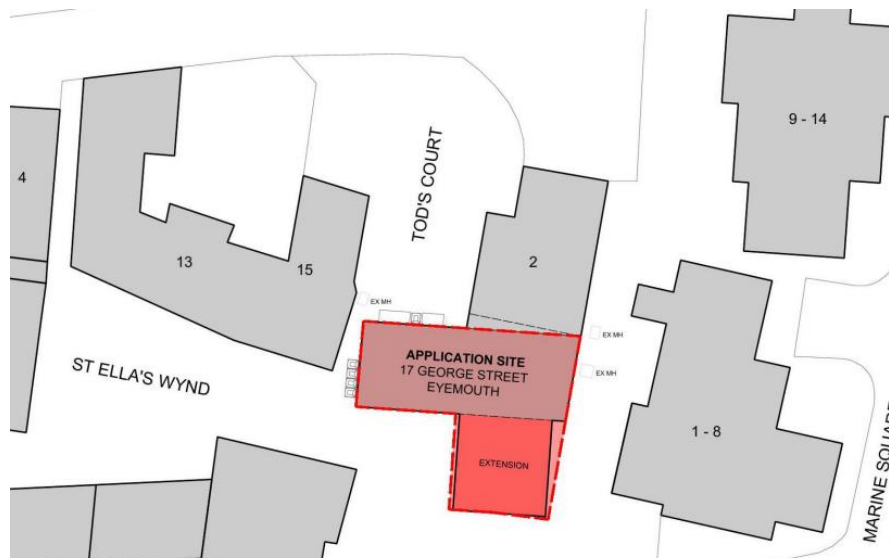 9 - 14
4
TOD'S COURT
2
13
15
EX MH
EX MH
APPLICATION SITE
17 GEORGE STREET
EYEMOUTH
EX MH
ST ELLA'S WYND
1 - 8
EXTENSION
MARINE SQUARE